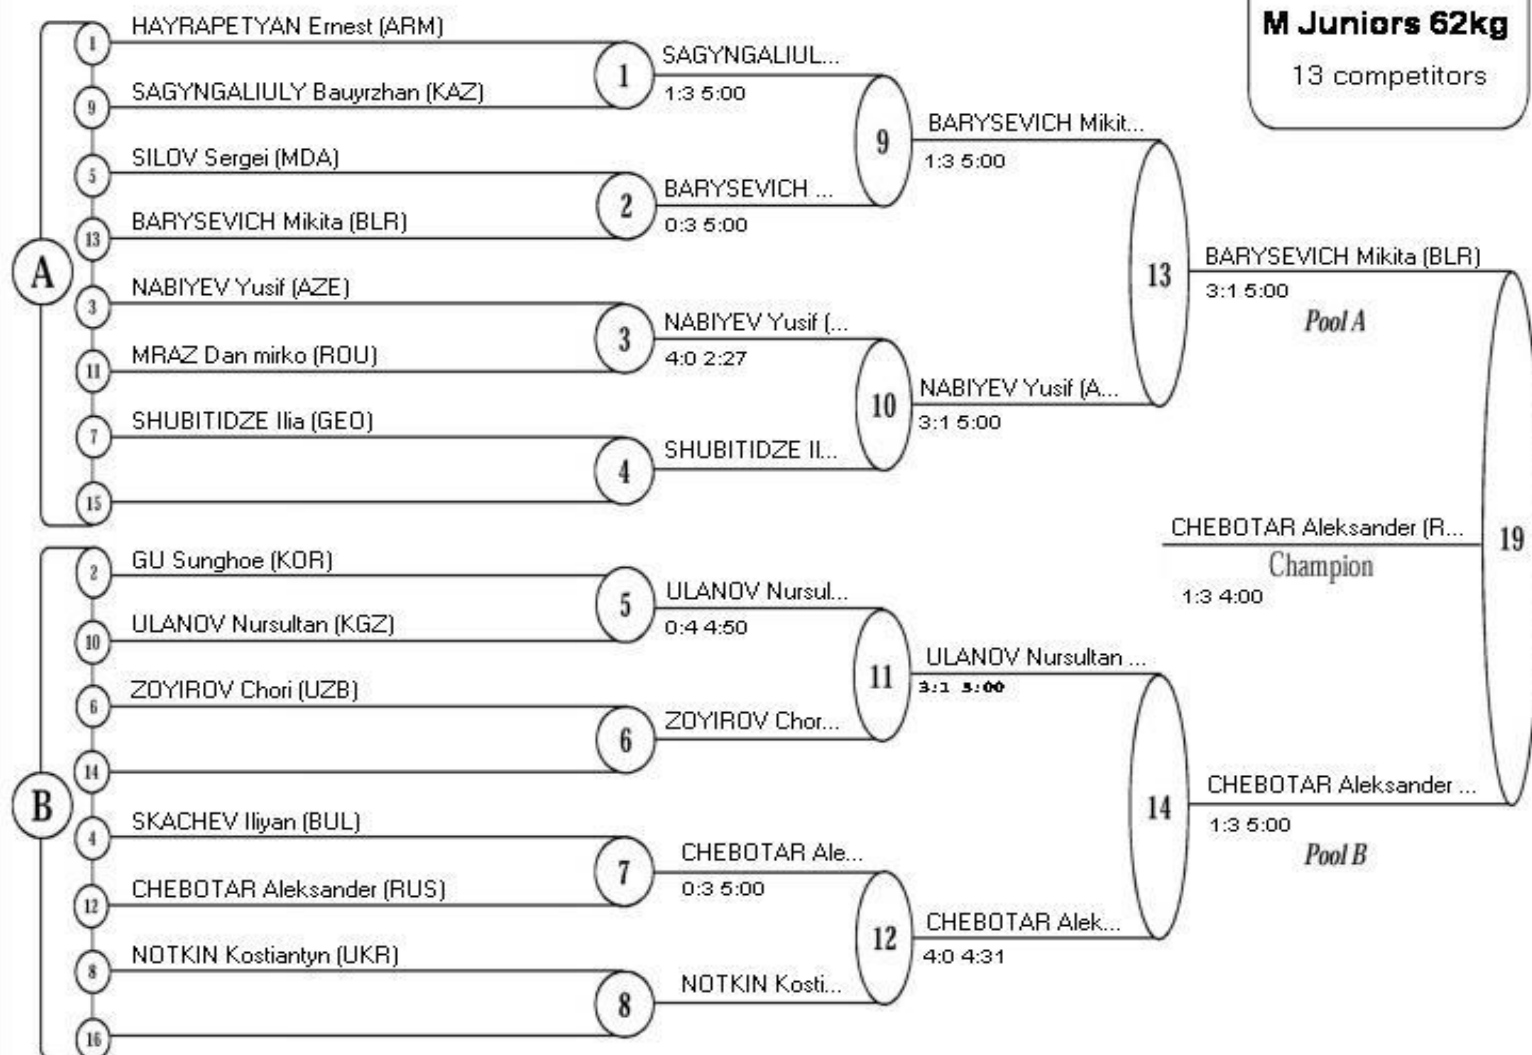 M Juniors 62kg
13 competitors
A
1
HAYRAPETYAN Ernest (ARM)
9
SAGYNGALIULY Bauyrzhan (KAZ)
5
SILOV Sergei (MDA)
13
BARYSEVICH Mikita (BLR)
3
NABIYEV Yusif (AZE)
11
MRAZ Dan mirko (ROU)
7
SHUBITIDZE Ilia (GEO)
15
B
2
GU Sunghoe (KOR)
10
ULANOV Nursultan (KGZ)
6
ZOYIROV Chori (UZB)
14
4
SKACHEV Iliyan (BUL)
12
CHEBOTAR Aleksander (RUS)
8
NOTKIN Kostiantyn (UKR)
16
1
SAGYNGALIUL...
1:3 5:00
2
BARYSEVICH ...
0:3 5:00
3
NABIYEV Yusif (...
4:0 2:27
4
SHUBITIDZE Il...
5
ULANOV Nursul...
0:4 4:50
6
ZOYIROV Chor...
7
CHEBOTAR Ale...
0:3 5:00
8
NOTKIN Kosti...
9
BARYSEVICH Mikit...
1:3 5:00
10
NABIYEV Yusif (A...
3:1 5:00
11
ULANOV Nursultan ...
3:1 5:00
12
CHEBOTAR Alek...
4:0 4:31
13
BARYSEVICH Mikita (BLR)
3:1 5:00
Pool A
14
CHEBOTAR Aleksander ...
1:3 5:00
Pool B
19
CHEBOTAR Aleksander (R...
Champion
1:3 4:00